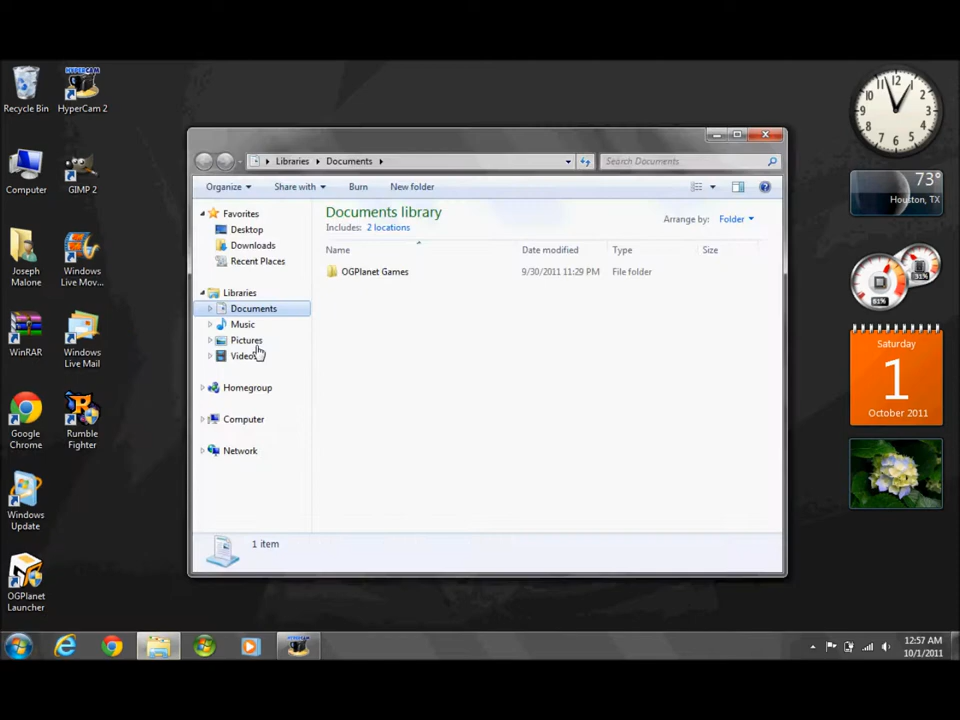 Recycle Bin
HyperCam 2
Computer
GIMP 2
Joseph Malone
Windows Live Mov...
WinRAR
Windows Live Mail
Google Chrome
Rumble Fighter
Windows Update
OGPlanet Launcher
Libraries Documents
Search Documents
Organize Share with Burn New folder
Favorites
Desktop
Downloads
Recent Places
Libraries
Documents
Music
Pictures
Videos
Homegroup
Computer
Network
Documents library
Includes: 2 locations
Arrange by: Folder
Name Date modified Type Size
OGPlanet Games 9/30/2011 11:29 PM File folder
1 item
73°
Houston, TX
51%
31%
Saturday
1
October 2011
12:57 AM
10/1/2011